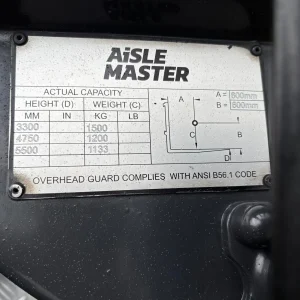 AiSLE
MASTER
ACTUAL CAPACITY
HEIGHT (D) WEIGHT (C)
MM IN KG LB
3300 1500
4750 1200
5500 1133
A = 600mm
B = 600mm
A
B
C
D
OVERHEAD GUARD COMPLIES WITH ANSI B56.1 CODE